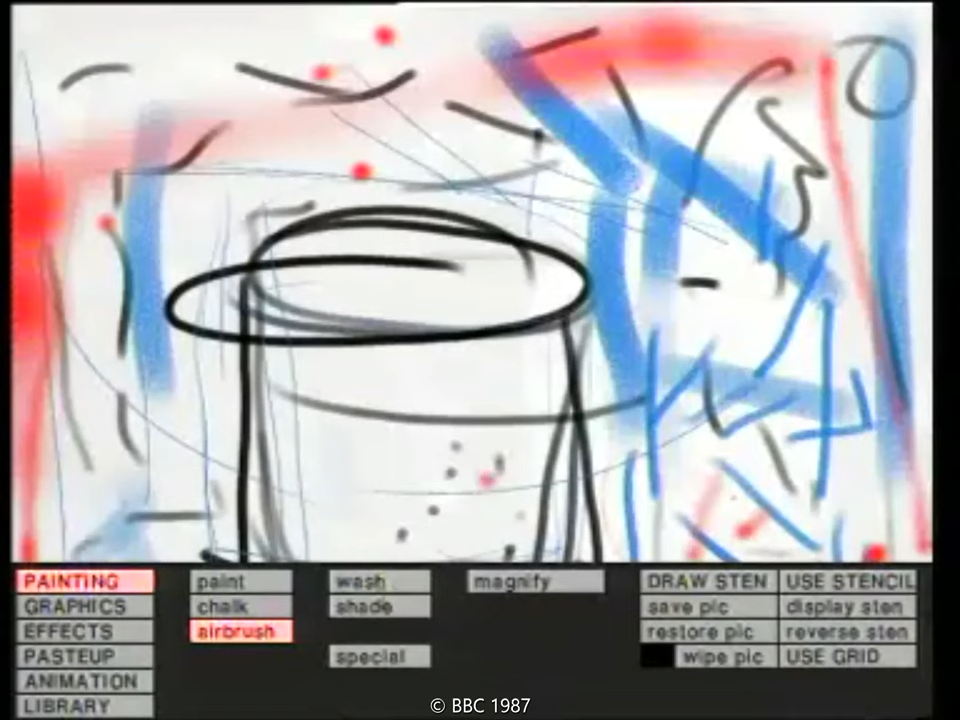 PAINTING paint wash magnify DRAW STEN USE STENCIL
GRAPHICS chalk shade save pic display sten
EFFECTS airbrush restore pic reverse sten
PASTEUP special wipe pic USE GRID
ANIMATION
LIBRARY
© BBC 1987